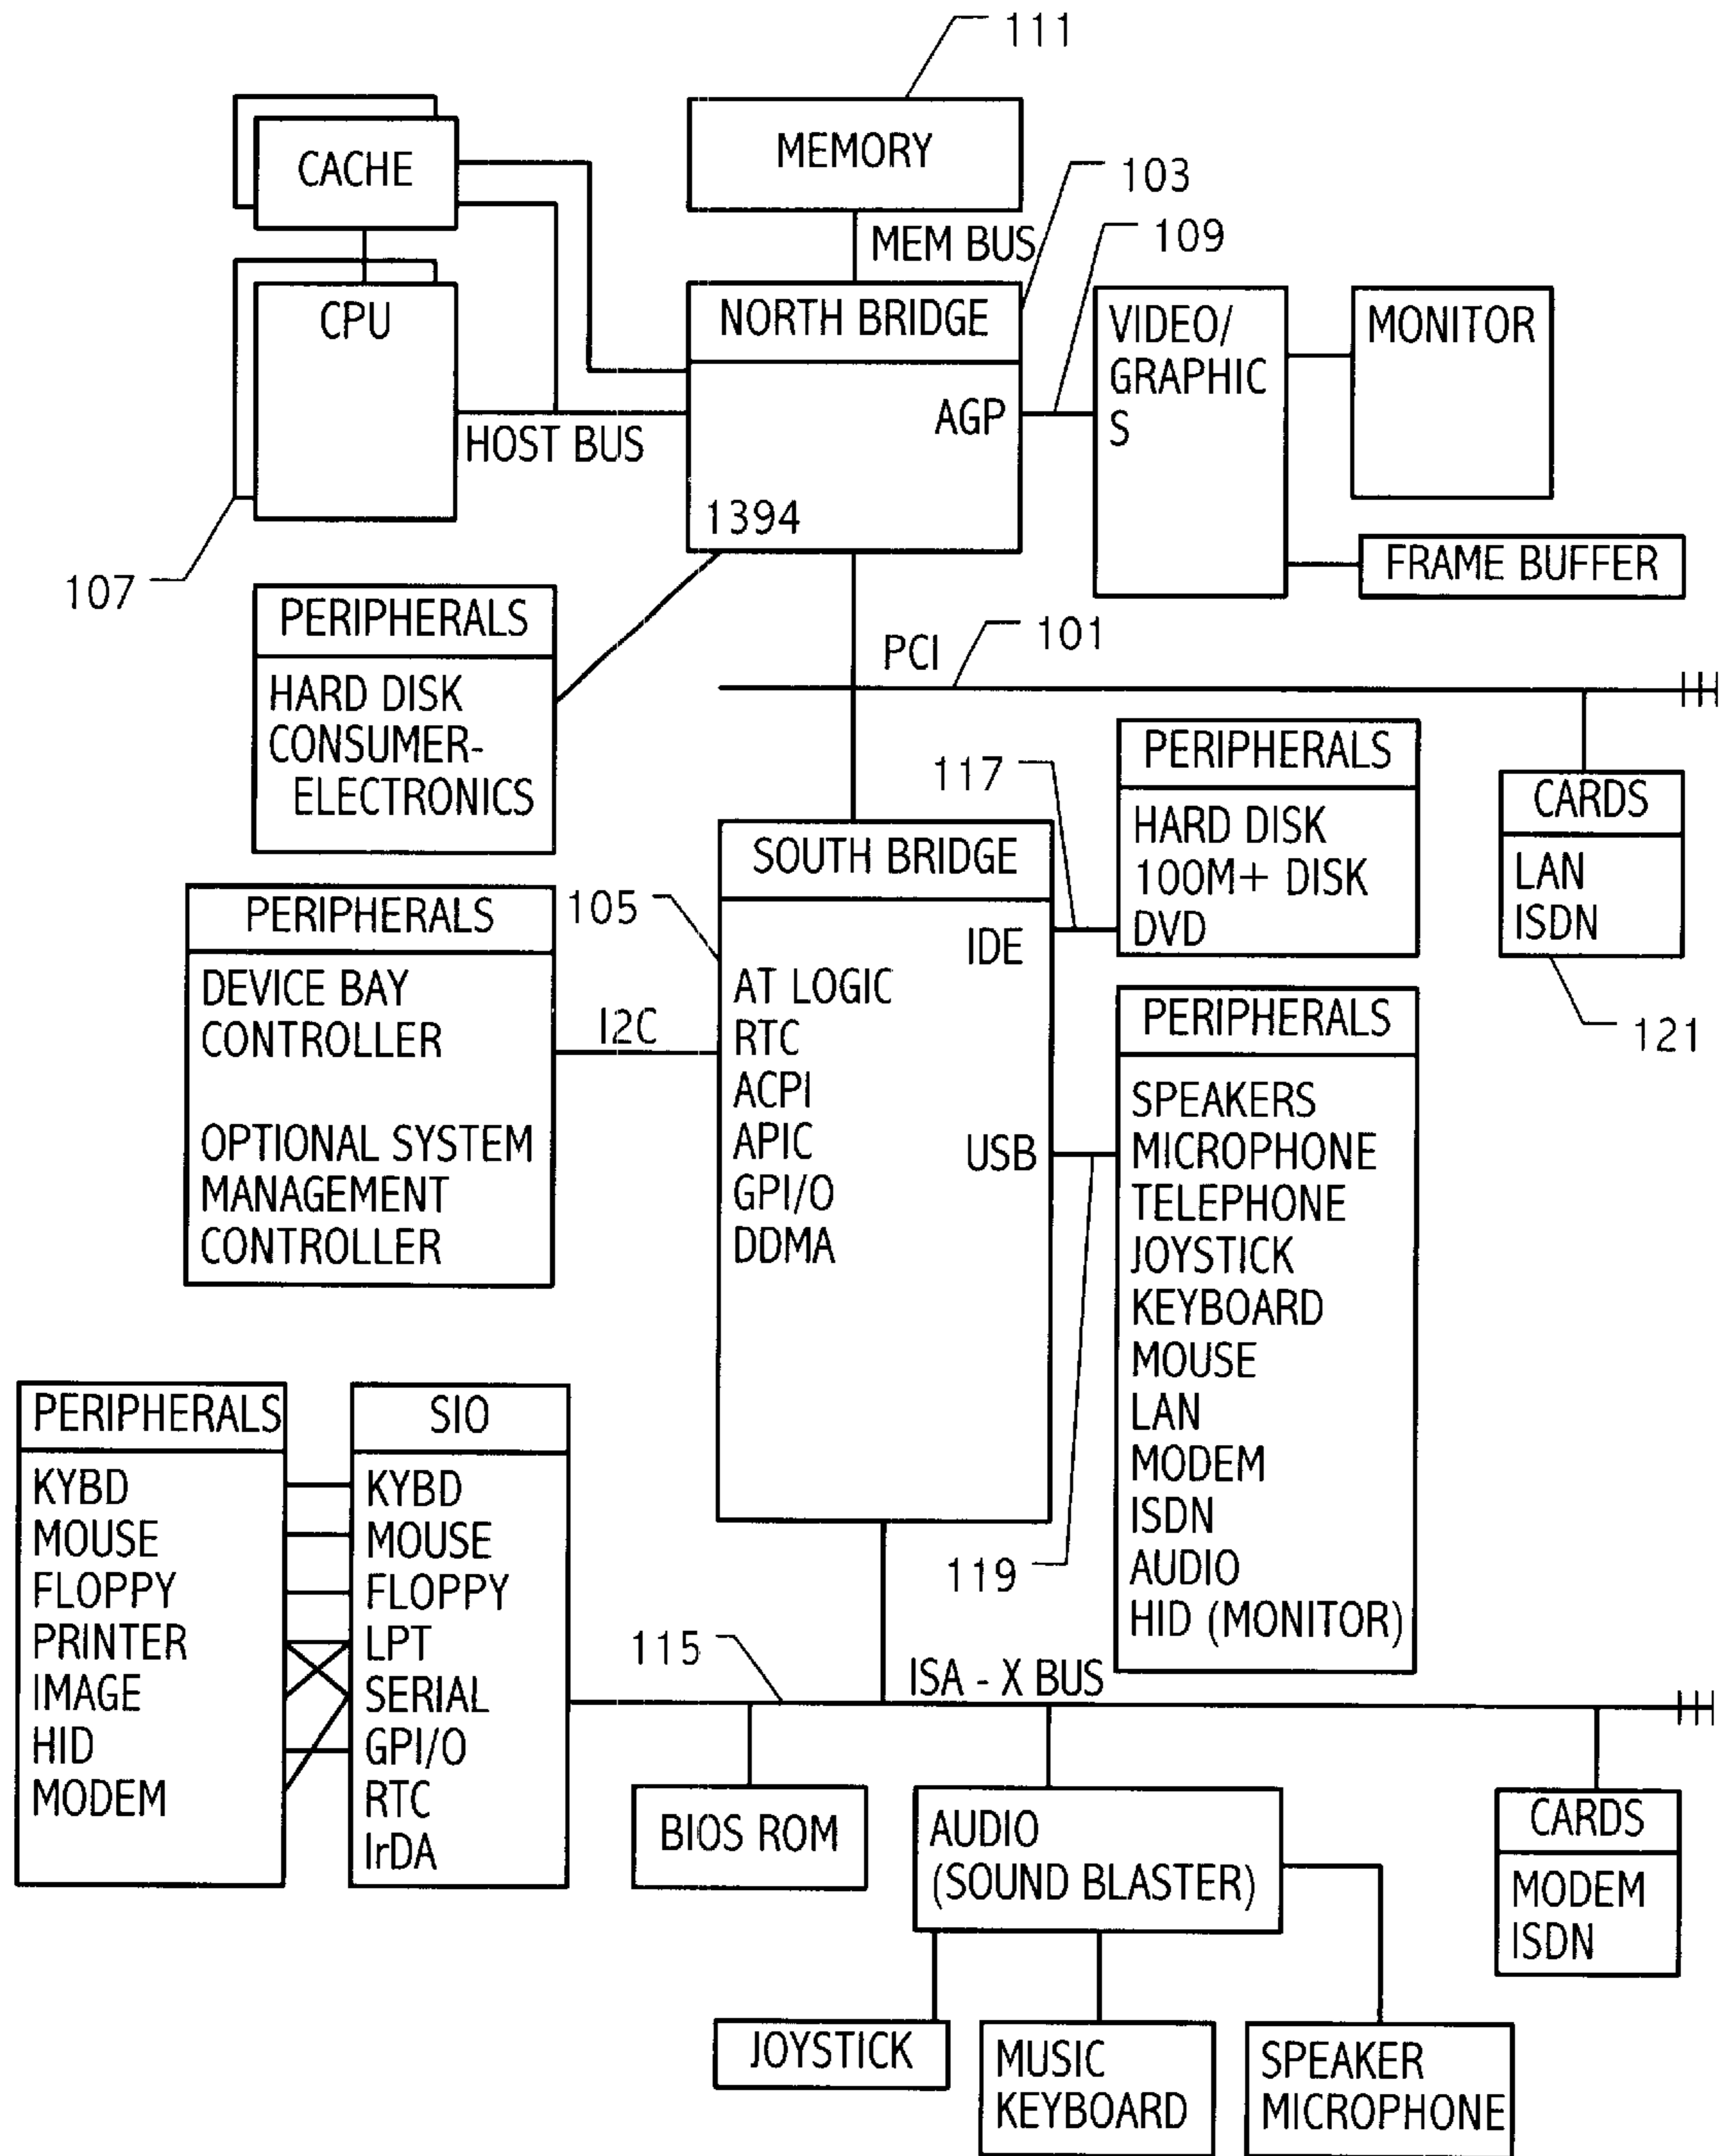 111
CACHE
MEMORY
103
MEM BUS
109
CPU
NORTH BRIDGE
VIDEO/
GRAPHIC
S
MONITOR
AGP
HOST BUS
1394
107
FRAME BUFFER
PERIPHERALS
HARD DISK
CONSUMER-
ELECTRONICS
PCI
101
117
PERIPHERALS
HARD DISK
100M+ DISK
DVD
CARDS
LAN
ISDN
121
PERIPHERALS
DEVICE BAY
CONTROLLER
OPTIONAL SYSTEM
MANAGEMENT
CONTROLLER
I2C
105
SOUTH BRIDGE
IDE
AT LOGIC
RTC
ACPI
APIC
GPI/O
DDMA
USB
PERIPHERALS
SPEAKERS
MICROPHONE
TELEPHONE
JOYSTICK
KEYBOARD
MOUSE
LAN
MODEM
ISDN
AUDIO
HID (MONITOR)
119
PERIPHERALS
KYBD
MOUSE
FLOPPY
PRINTER
IMAGE
HID
MODEM
SIO
KYBD
MOUSE
FLOPPY
LPT
SERIAL
GPI/O
RTC
IrDA
115
ISA - X BUS
BIOS ROM
AUDIO
(SOUND BLASTER)
CARDS
MODEM
ISDN
JOYSTICK
MUSIC
KEYBOARD
SPEAKER
MICROPHONE